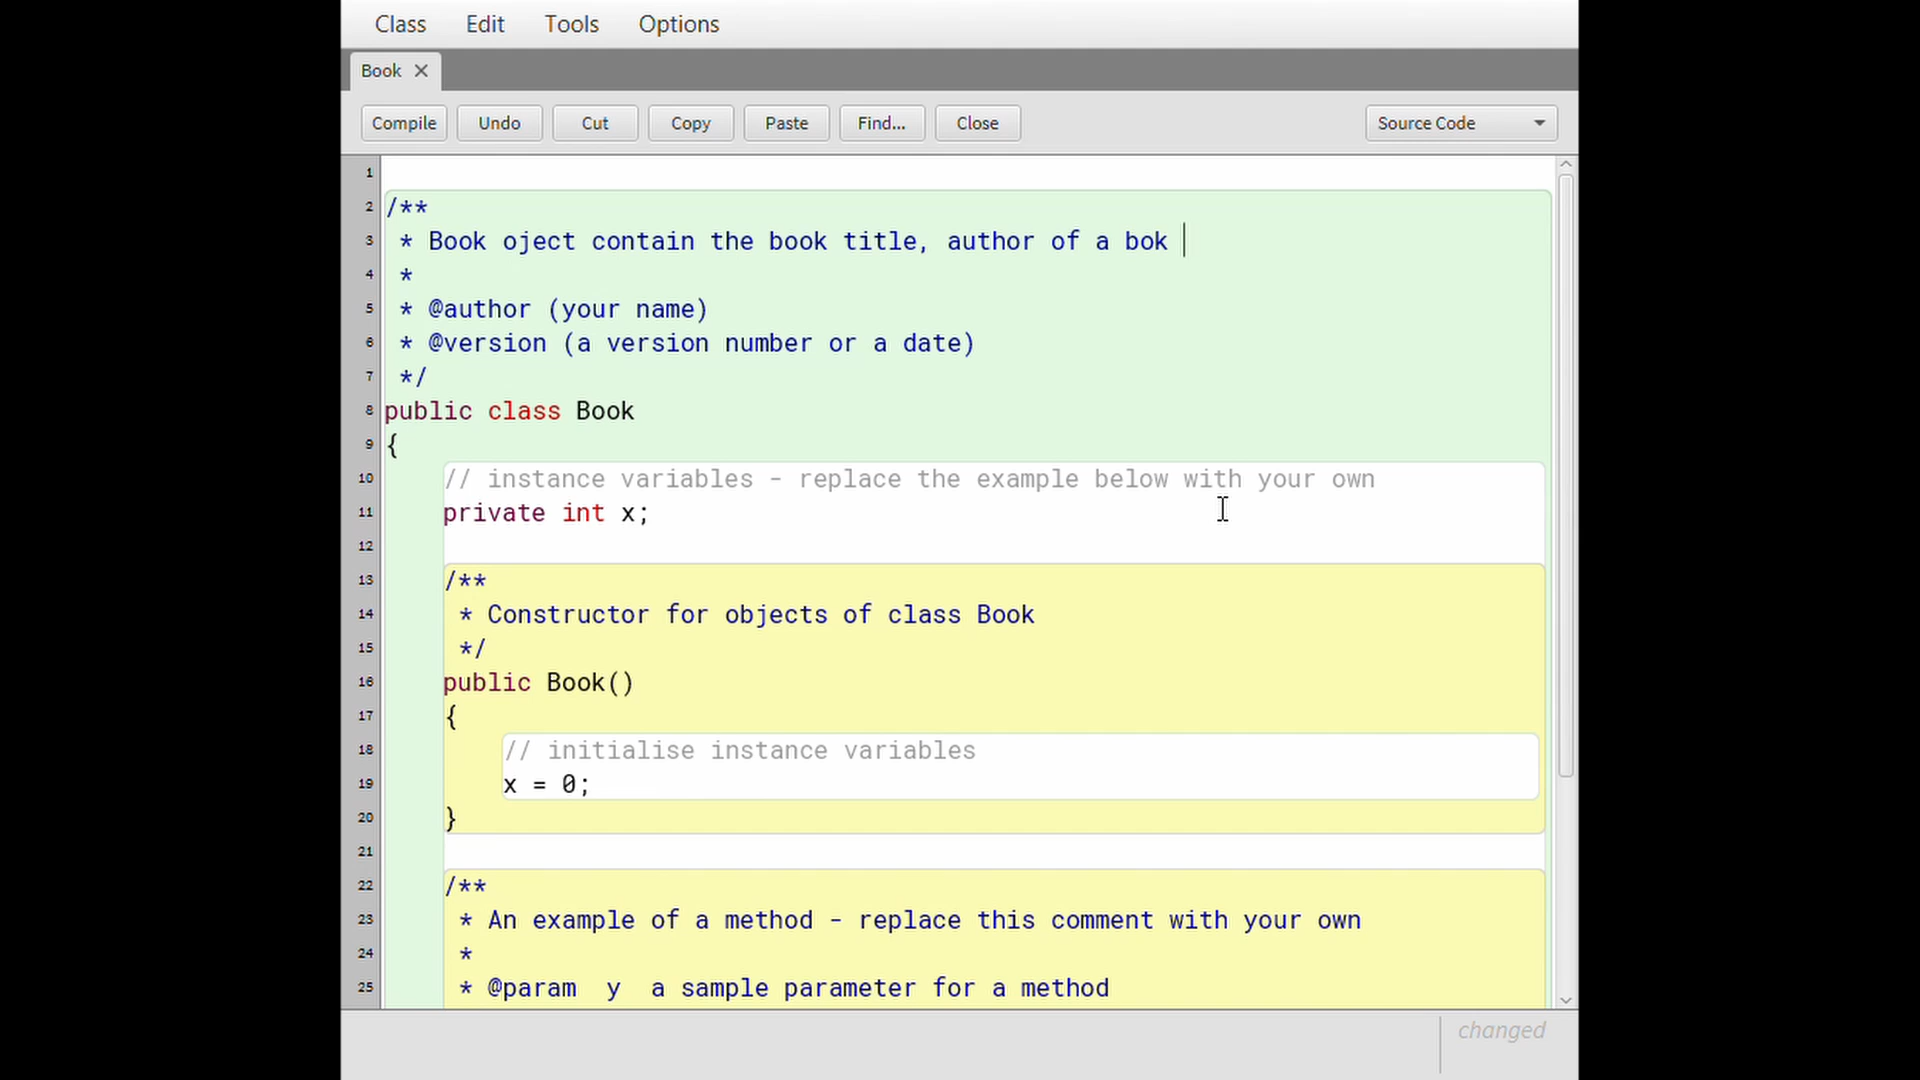 Class Edit Tools Options
Book ✕
Compile Undo Cut Copy Paste Find... Close Source Code
1
2 /**
3 * Book oject contain the book title, author of a bok
4 *
5 * @author (your name)
6 * @version (a version number or a date)
7 */
8 public class Book
9 {
10 // instance variables - replace the example below with your own
11 private int x;
12
13 /**
14 * Constructor for objects of class Book
15 */
16 public Book()
17 {
18 // initialise instance variables
19 x = 0;
20 }
21
22 /**
23 * An example of a method - replace this comment with your own
24 *
25 * @param  y  a sample parameter for a method
changed